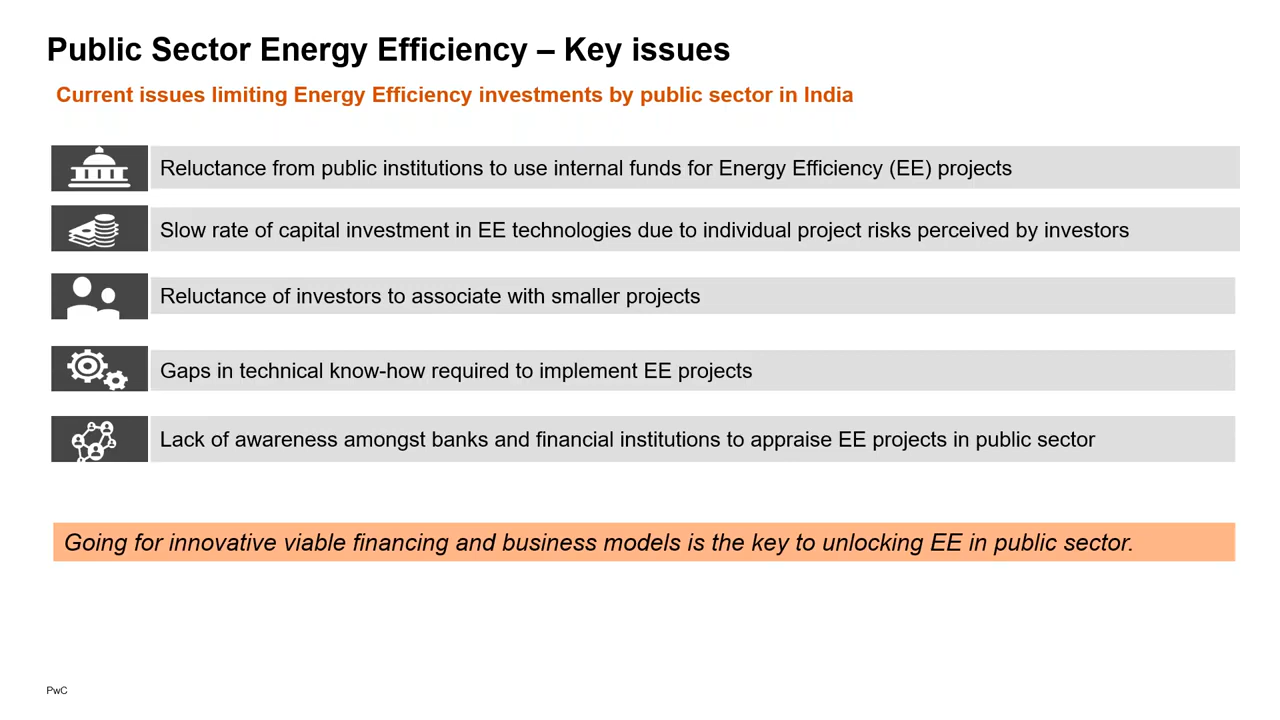 Public Sector Energy Efficiency – Key issues
Current issues limiting Energy Efficiency investments by public sector in India
Reluctance from public institutions to use internal funds for Energy Efficiency (EE) projects
Slow rate of capital investment in EE technologies due to individual project risks perceived by investors
Reluctance of investors to associate with smaller projects
Gaps in technical know-how required to implement EE projects
Lack of awareness amongst banks and financial institutions to appraise EE projects in public sector
Going for innovative viable financing and business models is the key to unlocking EE in public sector.
PwC